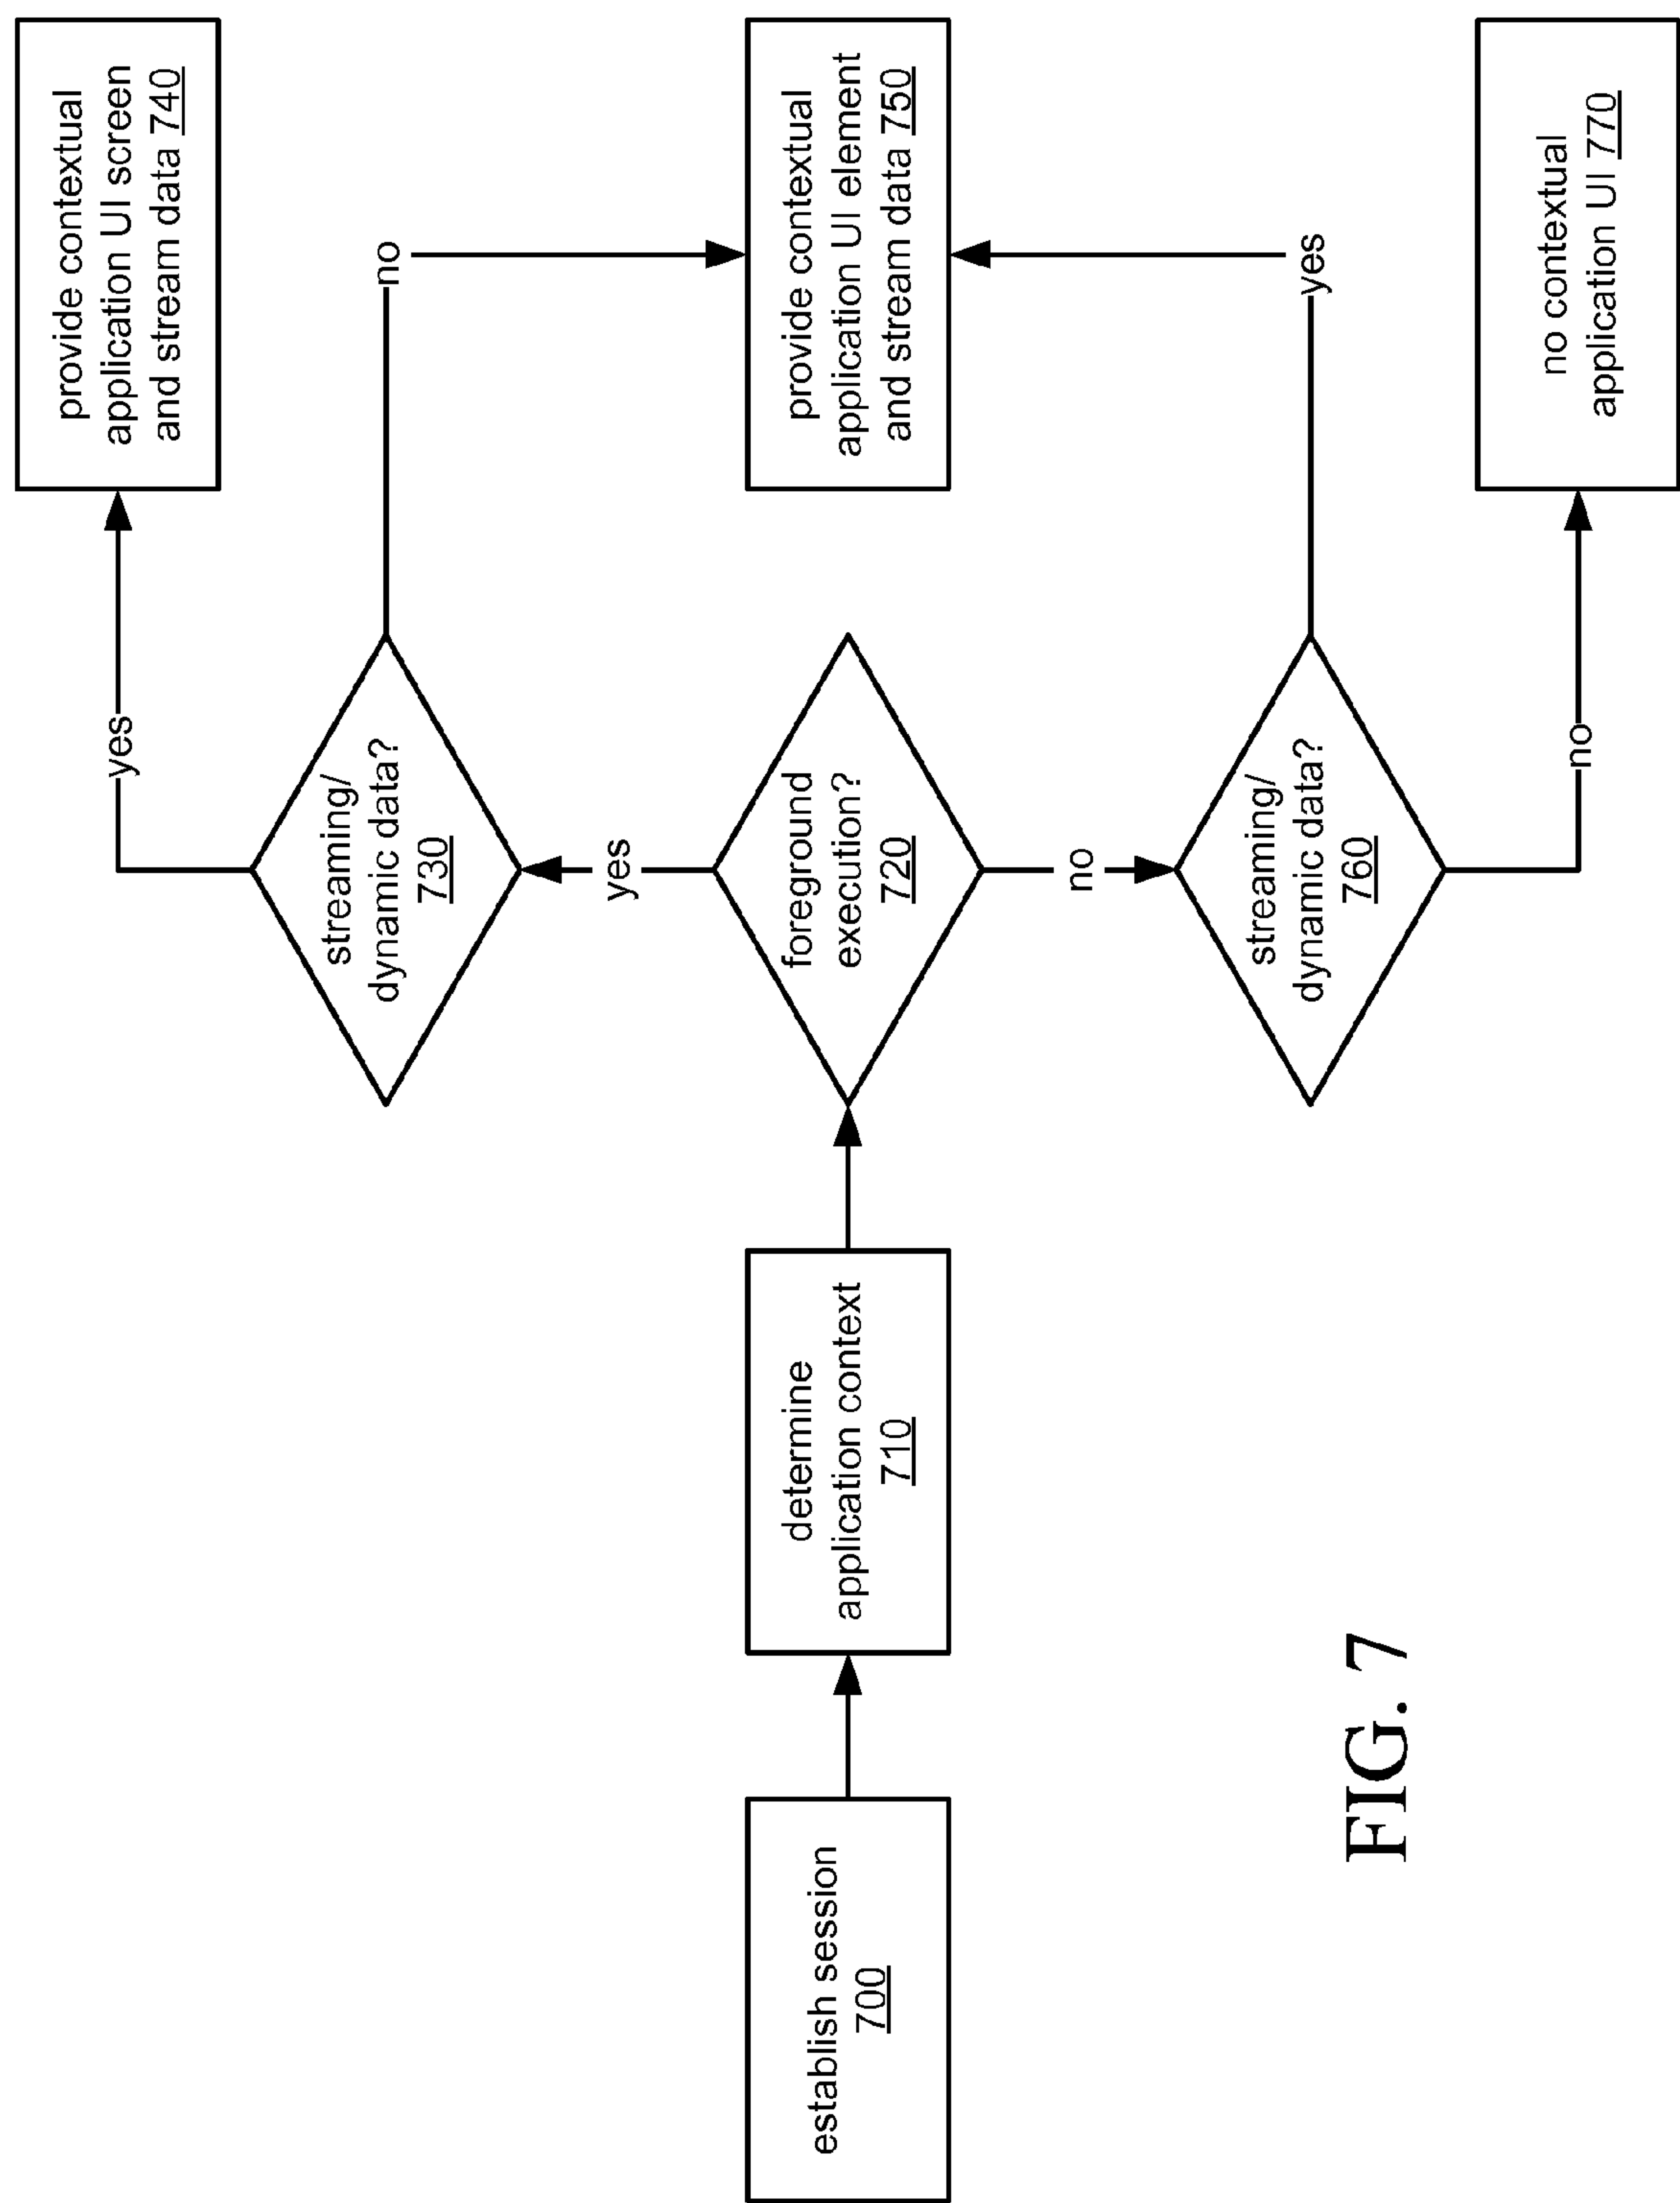 establish session
700
determine
application context
710
foreground
execution?
720
yes
no
streaming/
dynamic data?
730
yes
no
streaming/
dynamic data?
760
yes
no
provide contextual
application UI screen
and stream data 740
provide contextual
application UI element
and stream data 750
no contextual
application UI 770
FIG. 7